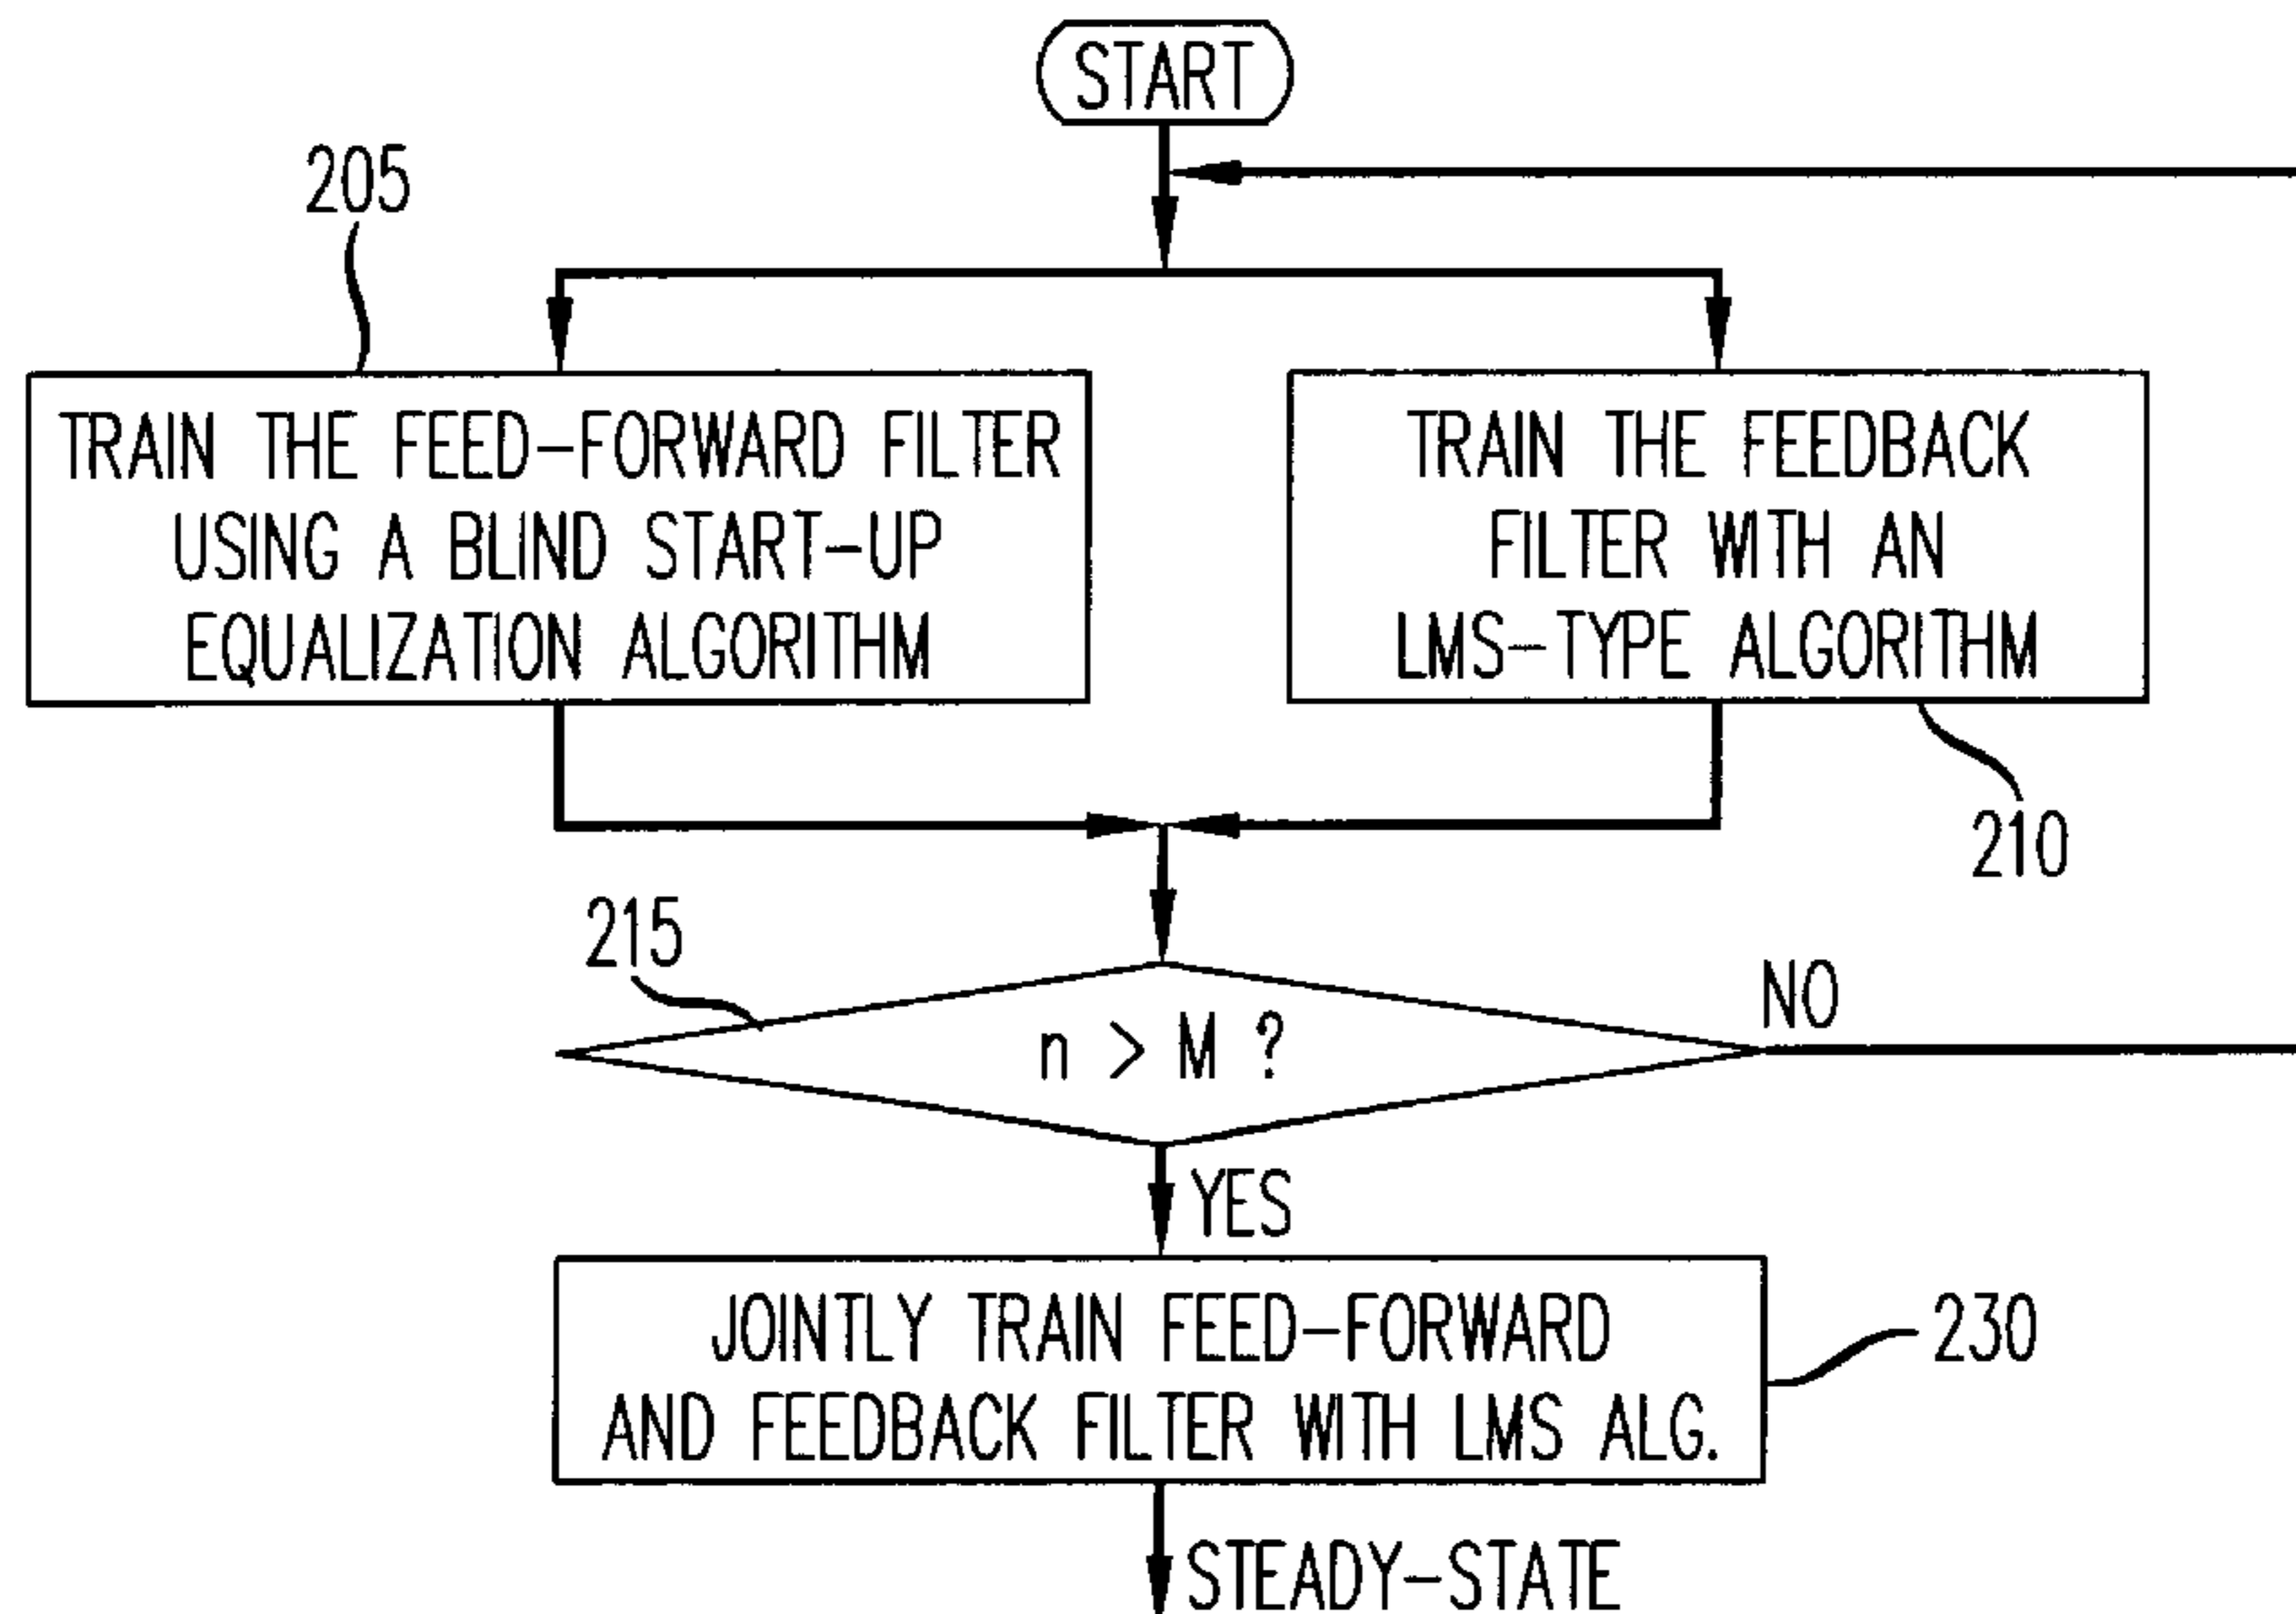 START
205
TRAIN THE FEED-FORWARD FILTER
USING A BLIND START-UP
EQUALIZATION ALGORITHM
TRAIN THE FEEDBACK
FILTER WITH AN
LMS-TYPE ALGORITHM
210
215
n > M ?
NO
YES
JOINTLY TRAIN FEED-FORWARD
AND FEEDBACK FILTER WITH LMS ALG.
230
STEADY-STATE